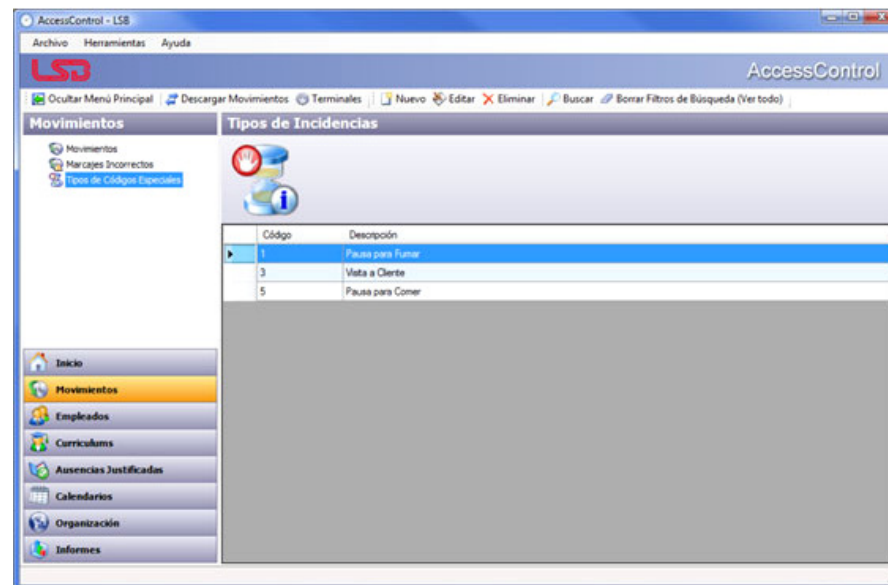 AccessControl - LSB
Archivo Herramientas Ayuda
LSB
AccessControl
Ocultar Menú Principal Descargar Movimientos Terminales Nuevo Editar Eliminar Buscar Borrar Filtros de Búsqueda (Ver todo)
Movimientos
Tipos de Incidencias
Movimientos
Marcajes Incorrectos
Tipos de Códigos Especiales
Código Descripción
1 Pausa para Fumar
3 Visita a Cliente
5 Pausa para Comer
Inicio
Movimientos
Empleados
Curriculums
Ausencias Justificadas
Calendarios
Organización
Informes